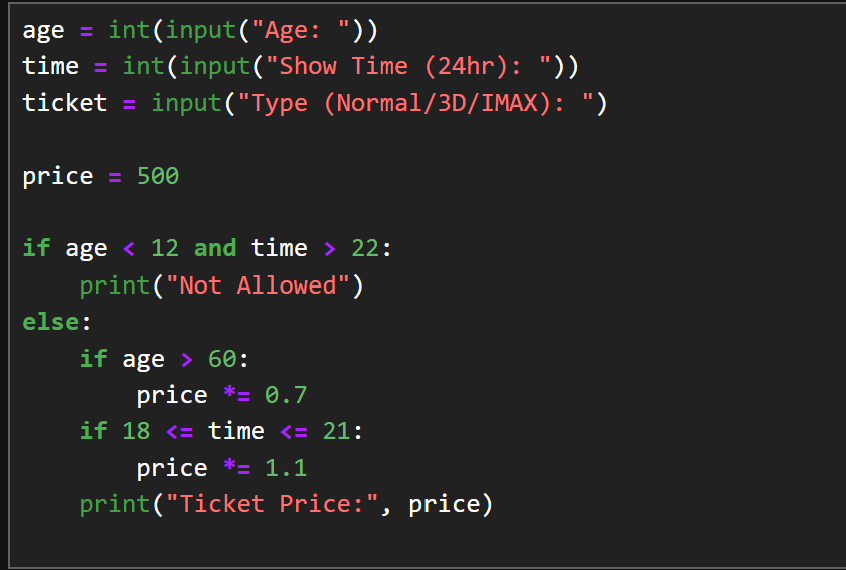 age = int(input("Age: "))
time = int(input("Show Time (24hr): "))
ticket = input("Type (Normal/3D/IMAX): ")

price = 500

if age < 12 and time > 22:
    print("Not Allowed")
else:
    if age > 60:
        price *= 0.7
    if 18 <= time <= 21:
        price *= 1.1
    print("Ticket Price:", price)